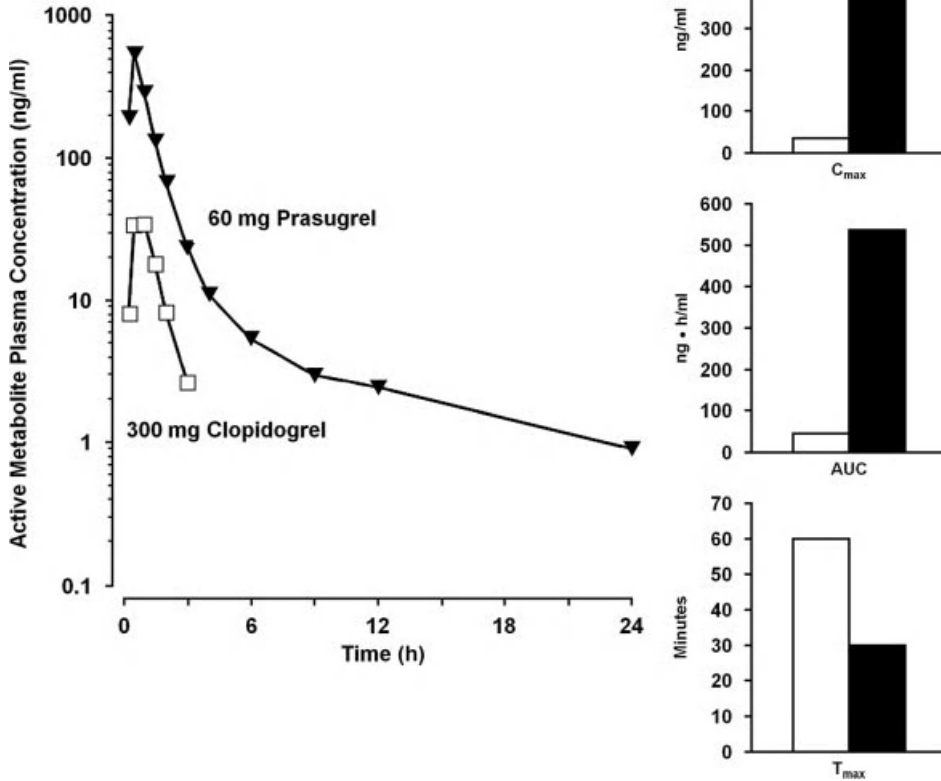 Active Metabolite Plasma Concentration (ng/ml)
1000
100
10
1
0.1
60 mg Prasugrel
300 mg Clopidogrel
0 6 12 18 24
Time (h)
ng/ml
300
200
100
0
Cmax
ng • h/ml
600
500
400
300
200
100
0
AUC
Minutes
70
60
50
40
30
20
10
0
Tmax